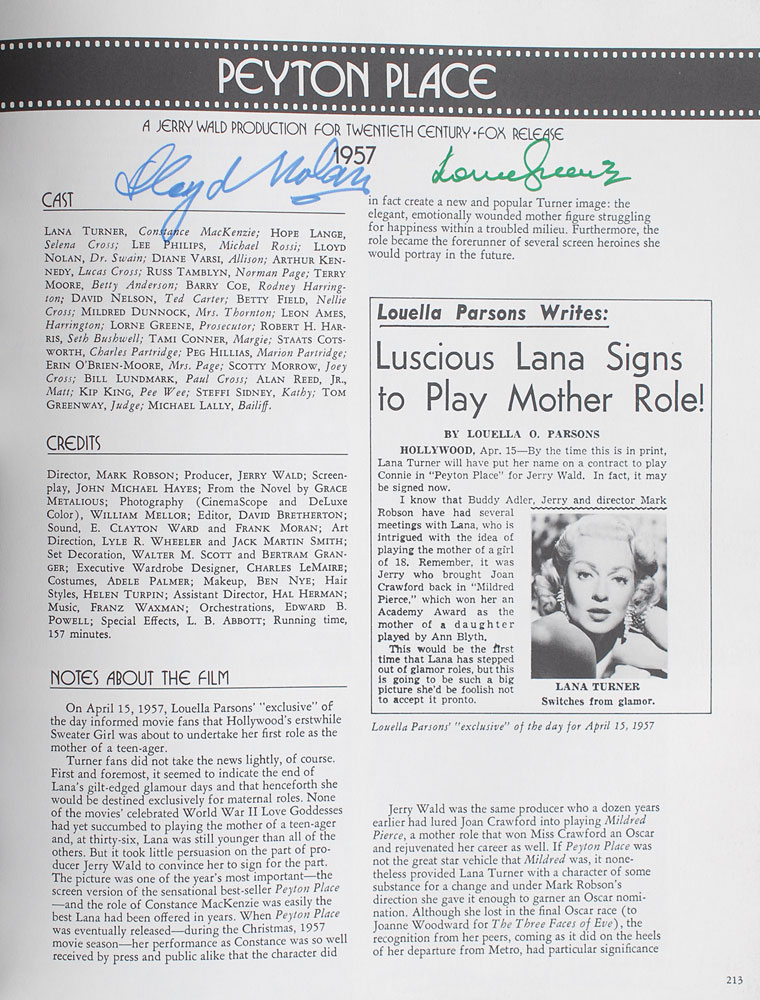 PEYTON PLACE
A JERRY WALD PRODUCTION FOR TWENTIETH CENTURY-FOX RELEASE
1957
Lloyd Nolan
Lorne Greene
CAST
LANA TURNER, Constance MacKenzie; HOPE LANGE,
Selena Cross; LEE PHILIPS, Michael Rossi; LLOYD
NOLAN, Dr. Swain; DIANE VARSI, Allison; ARTHUR KEN-
NEDY, Lucas Cross; RUSS TAMBLYN, Norman Page; TERRY
MOORE, Betty Anderson; BARRY COE, Rodney Harring-
ton; DAVID NELSON, Ted Carter; BETTY FIELD, Nellie
Cross; MILDRED DUNNOCK, Mrs. Thornton; LEON AMES,
Harrington; LORNE GREENE, Prosecutor; ROBERT H. HAR-
RIS, Seth Bushwell; TAMI CONNER, Margie; STAATS COTS-
WORTH, Charles Partridge; PEG HILLIAS, Marion Partridge;
ERIN O'BRIEN-MOORE, Mrs. Page; SCOTTY MORROW, Joey
Cross; BILL LUNDMARK, Paul Cross; ALAN REED, JR.,
Matt; KIP KING, Pee Wee; STEFFI SIDNEY, Kathy; TOM
GREENWAY, Judge; MICHAEL LALLY, Bailiff.
CREDITS
Director, MARK ROBSON; Producer, JERRY WALD; Screen-
play, JOHN MICHAEL HAYES; From the Novel by GRACE
METALIOUS; Photography (CinemaScope and DeLuxe
Color), WILLIAM MELLOR; Editor, DAVID BRETHERTON;
Sound, E. CLAYTON WARD and FRANK MORAN; Art
Direction, LYLE R. WHEELER and JACK MARTIN SMITH;
Set Decoration, WALTER M. SCOTT and BERTRAM GRAN-
GER; Executive Wardrobe Designer, CHARLES LEMAIRE;
Costumes, ADELE PALMER; Makeup, BEN NYE; Hair
Styles, HELEN TURPIN; Assistant Director, HAL HERMAN;
Music, FRANZ WAXMAN; Orchestrations, EDWARD B.
POWELL; Special Effects, L. B. ABBOTT; Running time,
157 minutes.
NOTES ABOUT THE FILM
On April 15, 1957, Louella Parsons' "exclusive" of
the day informed movie fans that Hollywood's erstwhile
Sweater Girl was about to undertake her first role as the
mother of a teen-ager.
Turner fans did not take the news lightly, of course.
First and foremost, it seemed to indicate the end of
Lana's gilt-edged glamour days and that henceforth she
would be destined exclusively for maternal roles. None
of the movies' celebrated World War II Love Goddesses
had yet succumbed to playing the mother of a teen-ager
and, at thirty-six, Lana was still younger than all of the
others. But it took little persuasion on the part of pro-
ducer Jerry Wald to convince her to sign for the part.
The picture was one of the year's most important—the
screen version of the sensational best-seller Peyton Place
—and the role of Constance MacKenzie was easily the
best Lana had been offered in years. When Peyton Place
was eventually released—during the Christmas, 1957
movie season—her performance as Constance was so well
received by press and public alike that the character did
in fact create a new and popular Turner image: the
elegant, emotionally wounded mother figure struggling
for happiness within a troubled milieu. Furthermore, the
role became the forerunner of several screen heroines she
would portray in the future.
Louella Parsons Writes:
Luscious Lana Signs
to Play Mother Role!
BY LOUELLA O. PARSONS
HOLLYWOOD, Apr. 15—By the time this is in print,
Lana Turner will have put her name on a contract to play
Connie in "Peyton Place" for Jerry Wald. In fact, it may
be signed now.
I know that Buddy Adler, Jerry and director Mark
Robson have had several
meetings with Lana, who is
intrigued with the idea of
playing the mother of a girl
of 18. Remember, it was
Jerry who brought Joan
Crawford back in "Mildred
Pierce," which won her an
Academy Award as the
mother of a daughter
played by Ann Blyth.
This would be the first
time that Lana has stepped
out of glamor roles, but this
is going to be such a big
picture she'd be foolish not
to accept it pronto.
LANA TURNER
Switches from glamor.
Louella Parsons' "exclusive" of the day for April 15, 1957
Jerry Wald was the same producer who a dozen years
earlier had lured Joan Crawford into playing Mildred
Pierce, a mother role that won Miss Crawford an Oscar
and rejuvenated her career as well. If Peyton Place was
not the great star vehicle that Mildred was, it none-
theless provided Lana Turner with a character of some
substance for a change and under Mark Robson's
direction she gave it enough to garner an Oscar nomi-
nation. Although she lost in the final Oscar race (to
Joanne Woodward for The Three Faces of Eve), the
recognition from her peers, coming as it did on the heels
of her departure from Metro, had particular significance
213